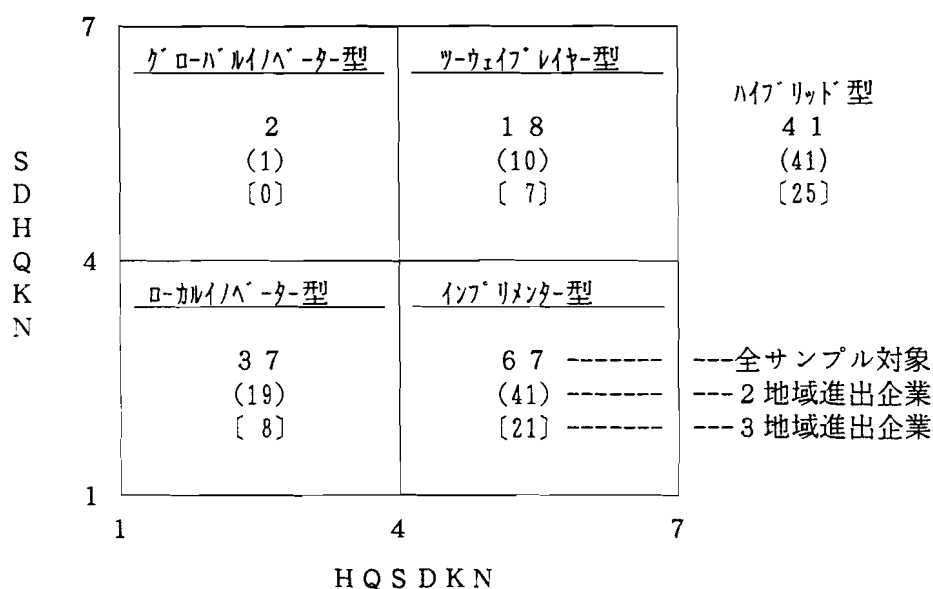 7
グローバルイノベーター型
ツーウェイプレイヤー型
ハイブリッド型
2
18
41
(1)
(10)
(41)
〔0〕
〔 7〕
〔25〕
SDHQKN
4
ローカルイノベーター型
インプリメンター型
37
67 ------- ---全サンプル対象
(19)
(41) ------- ---2地域進出企業
〔 8〕
〔21〕 ------- ---3地域進出企業
1
1
4
7
HQSDKN